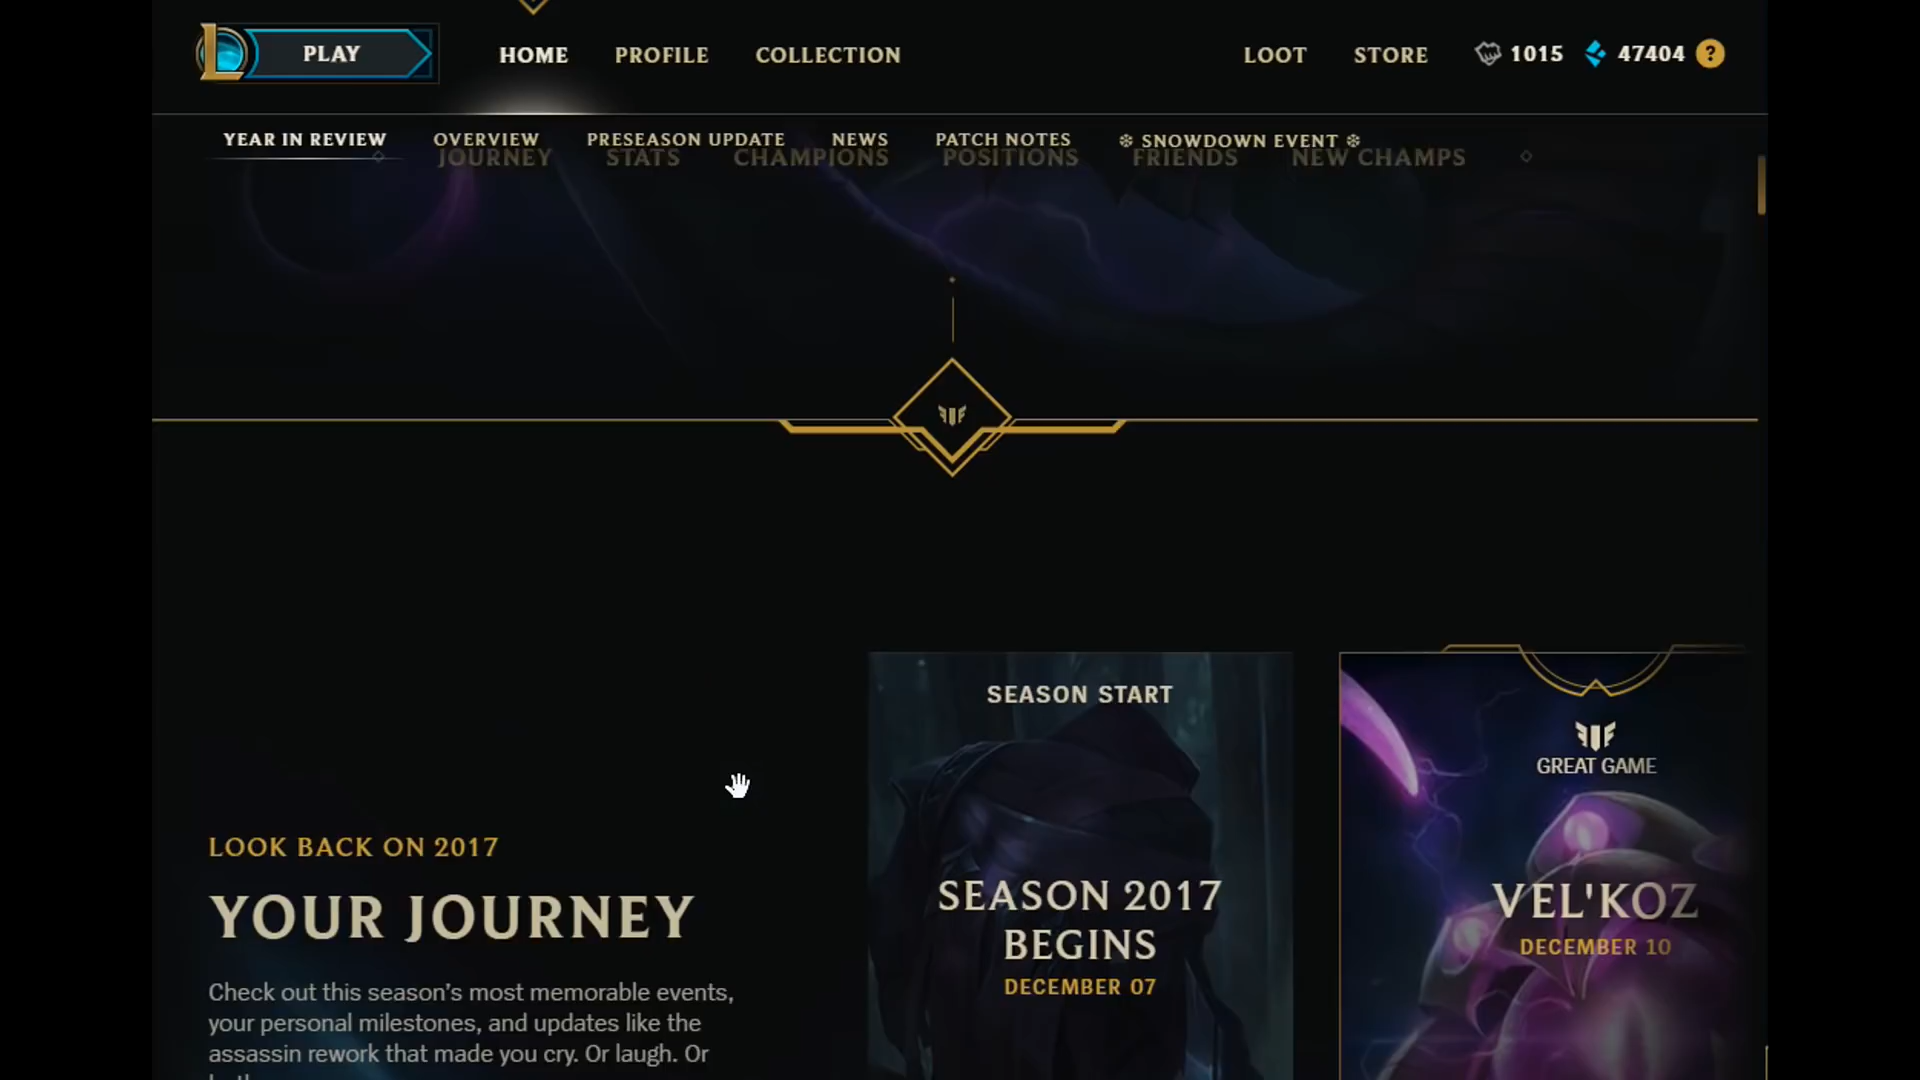 PLAY
HOME
PROFILE
COLLECTION
LOOT
STORE
1015
47404
?
YEAR IN REVIEW
OVERVIEW
PRESEASON UPDATE
NEWS
PATCH NOTES
❄ SNOWDOWN EVENT ❄
JOURNEY
STATS
CHAMPIONS
POSITIONS
FRIENDS
NEW CHAMPS
LOOK BACK ON 2017
YOUR JOURNEY
Check out this season's most memorable events,
your personal milestones, and updates like the
assassin rework that made you cry. Or laugh. Or
SEASON START
SEASON 2017
BEGINS
DECEMBER 07
GREAT GAME
VEL'KOZ
DECEMBER 10